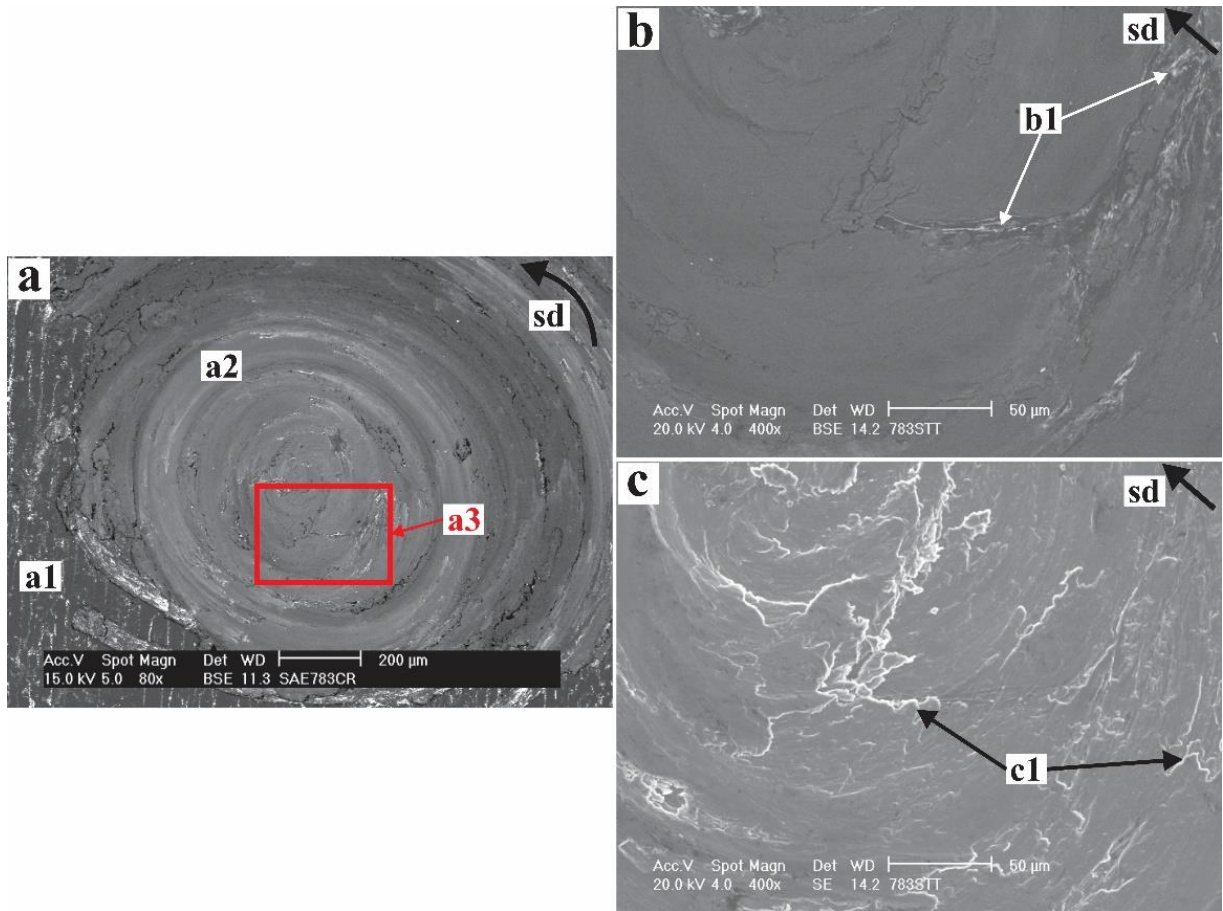 a
sd
a2
a3
a1
Acc.V Spot Magn Det WD 200 µm
15.0 kV 5.0 80x BSE 11.3 SAE783CR
b
sd
b1
Acc.V Spot Magn Det WD 50 µm
20.0 kV 4.0 400x BSE 14.2 783STT
c
sd
c1
Acc.V Spot Magn Det WD 50 µm
20.0 kV 4.0 400x SE 14.2 783STT